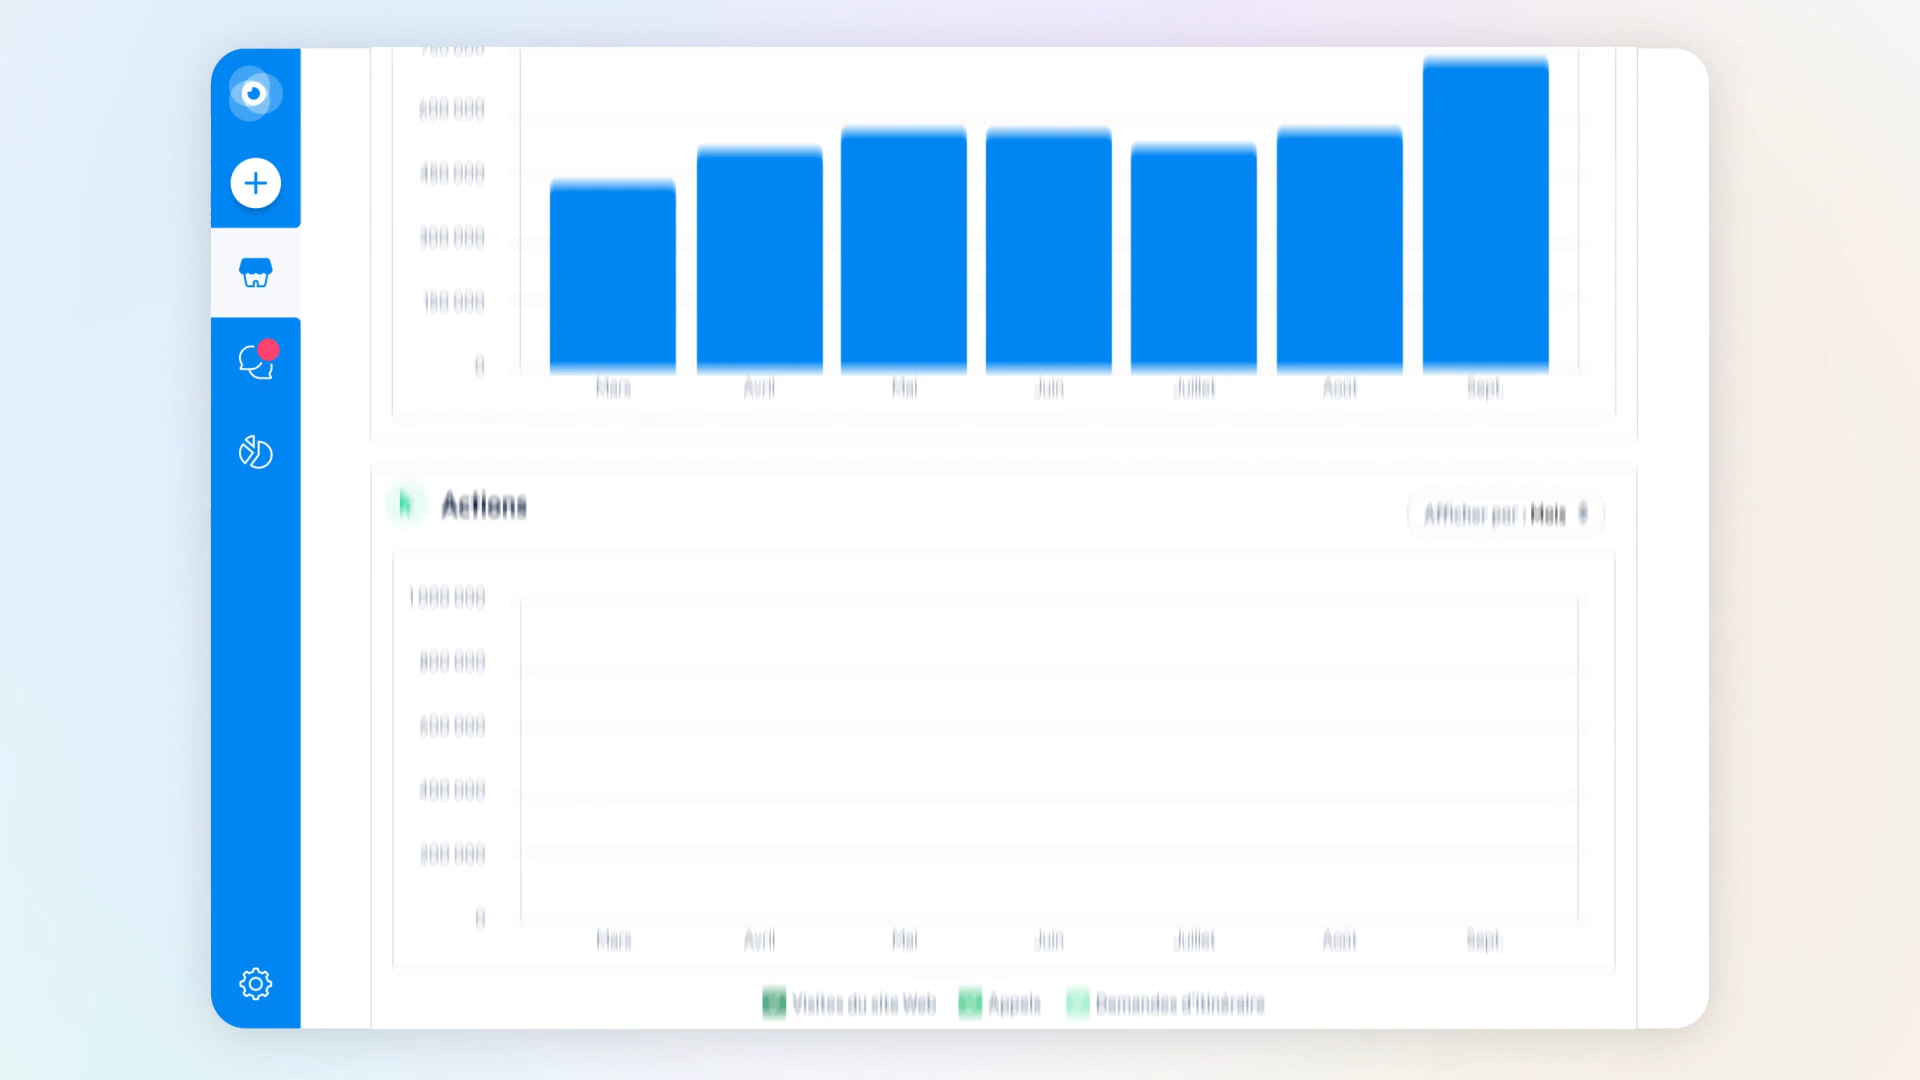 0
Mars
Avril
Mai
Juin
Juillet
Août
Sept.
Actions
Afficher par : Mois
1 000 000
800 000
600 000
400 000
200 000
0
Mars
Avril
Mai
Juin
Juillet
Août
Sept.
Visites du site Web
Appels
Demandes d'itinéraire